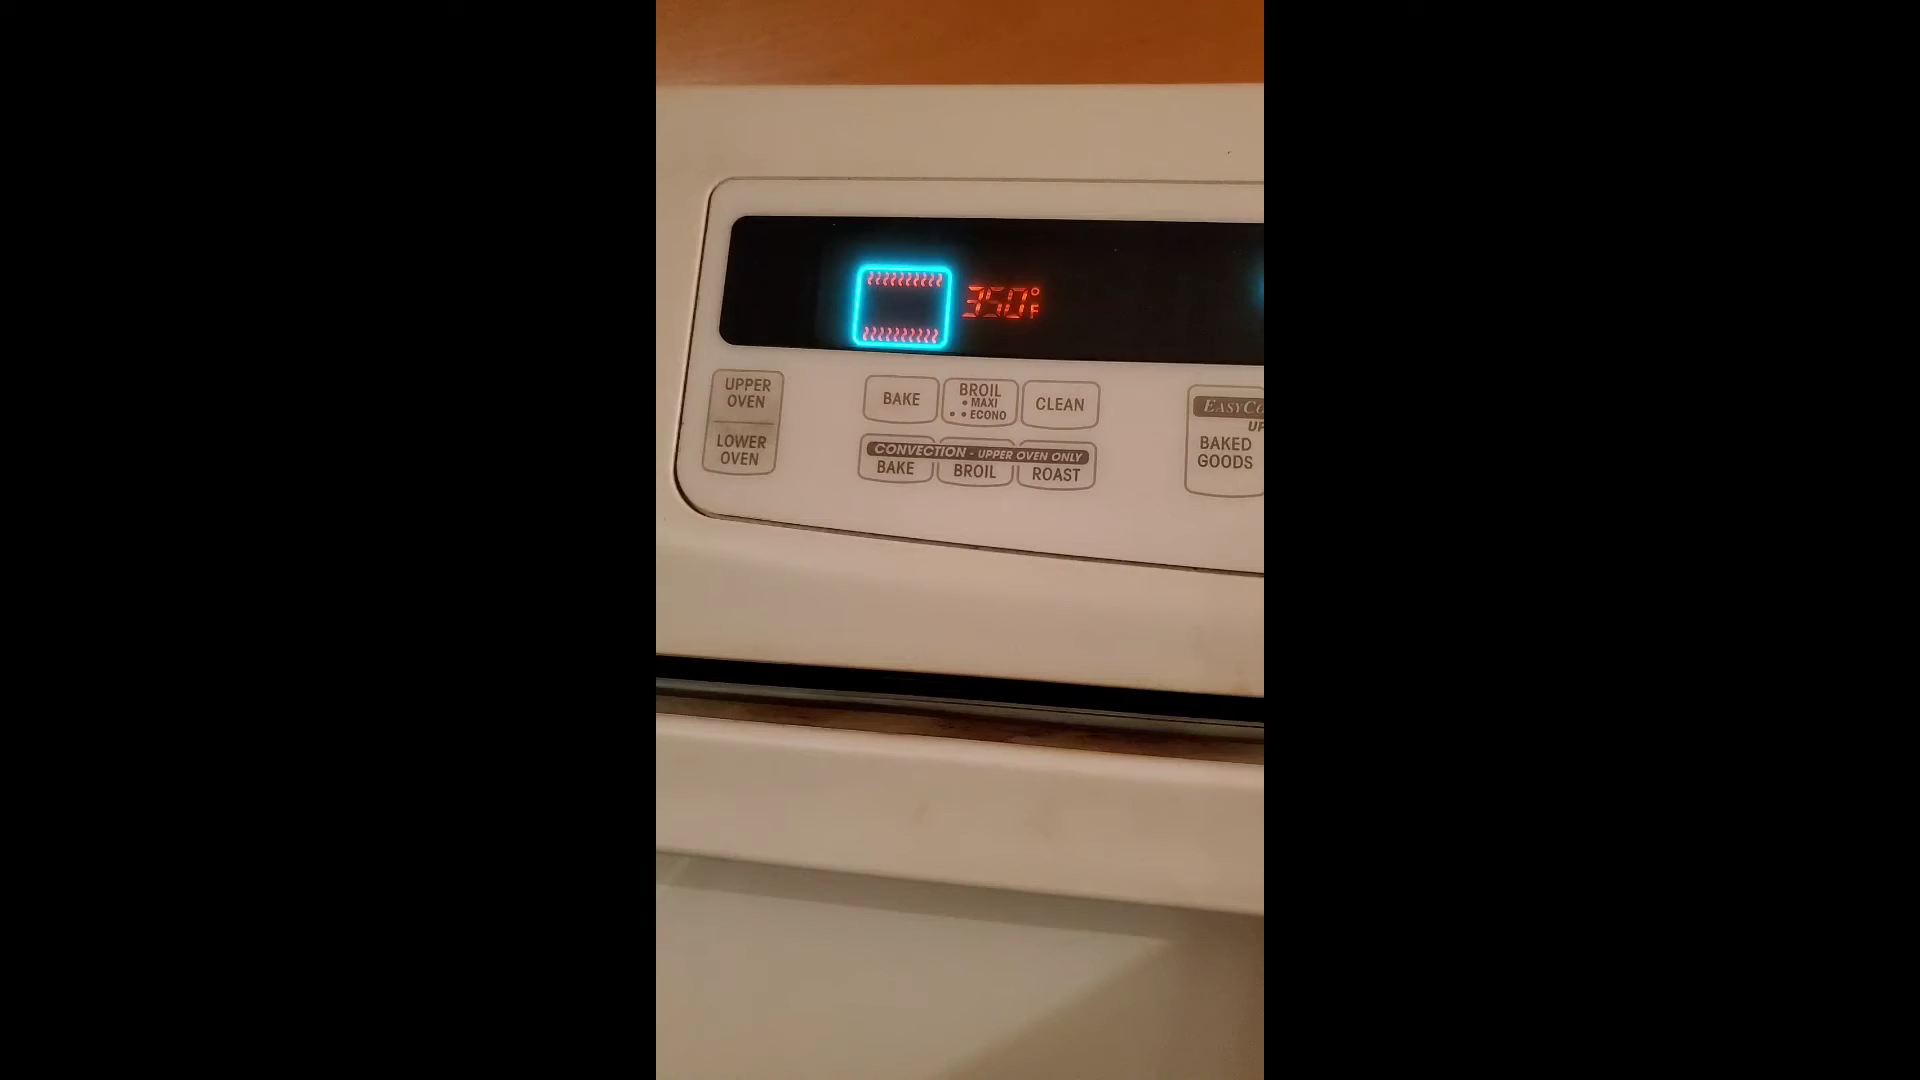 350°F
UPPER
OVEN
LOWER
OVEN
BAKE
BROIL
• MAXI
• • ECONO
CLEAN
CONVECTION - UPPER OVEN ONLY
BAKE
BROIL
ROAST
BAKED
GOODS